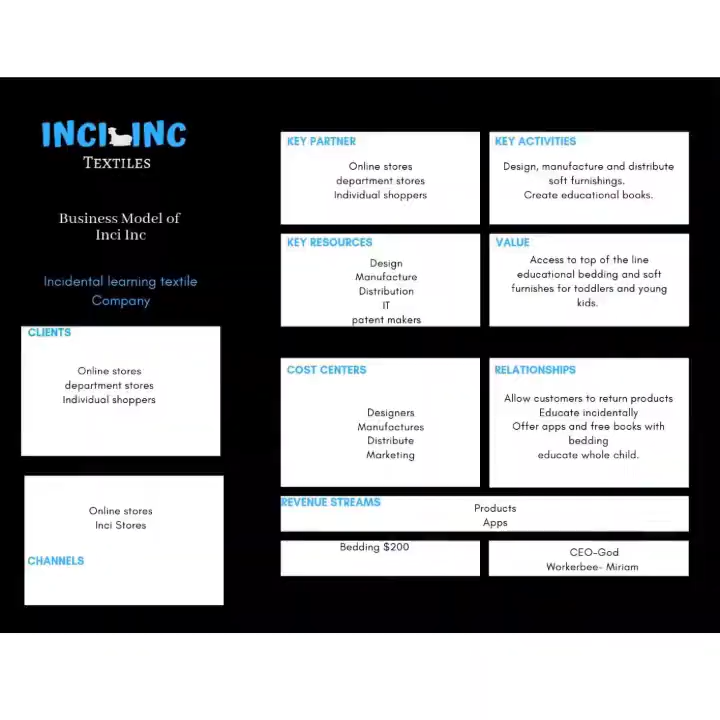 INCI INC
TEXTILES
Business Model of
Inci Inc
Incidental learning textile
Company
CLIENTS
Online stores
department stores
Individual shoppers
Online stores
Inci Stores
CHANNELS
KEY PARTNER
Online stores
department stores
Individual shoppers
KEY ACTIVITIES
Design, manufacture and distribute
soft furnishings.
Create educational books.
KEY RESOURCES
Design
Manufacture
Distribution
IT
patent makers
VALUE
Access to top of the line
educational bedding and soft
furnishes for toddlers and young
kids.
COST CENTERS
Designers
Manufactures
Distribute
Marketing
RELATIONSHIPS
Allow customers to return products
Educate incidentally
Offer apps and free books with
bedding
educate whole child.
REVENUE STREAMS
Products
Apps
Bedding $200
CEO-God
Workerbee- Miriam